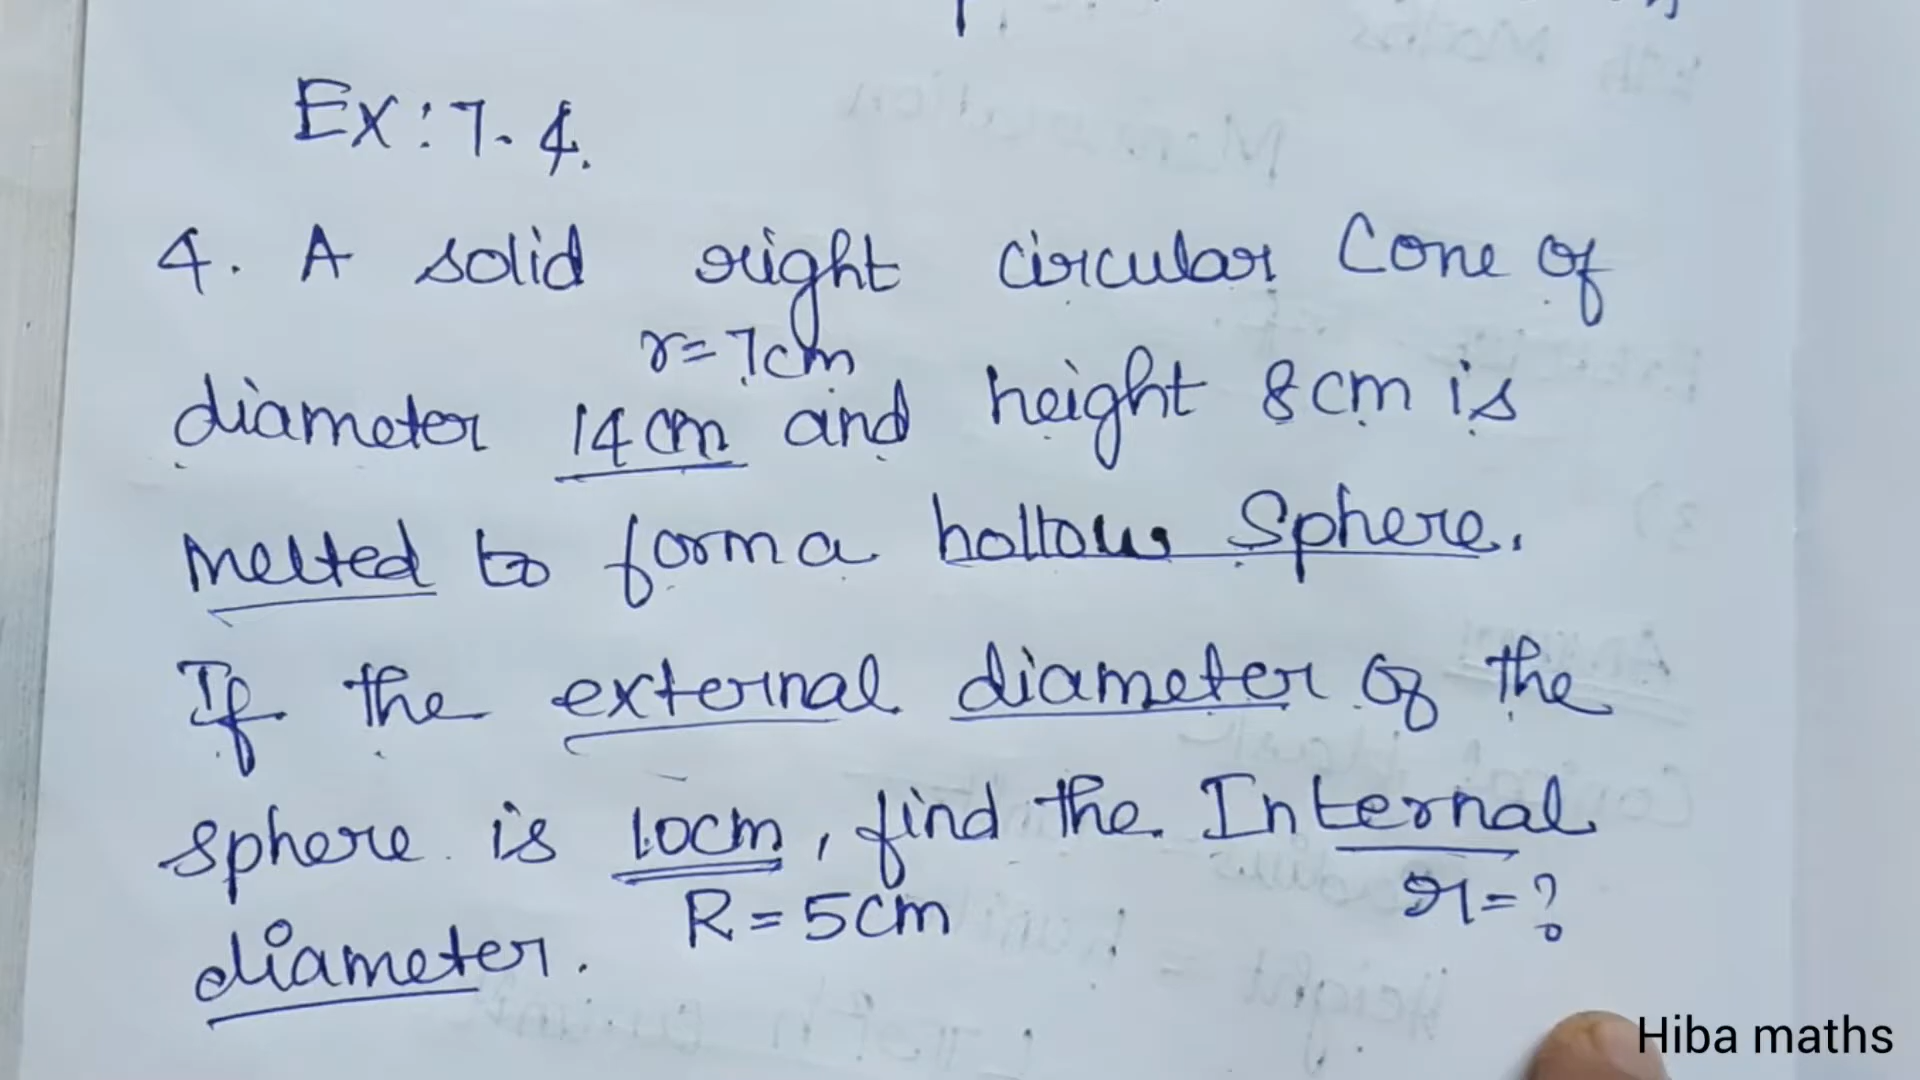 Ex: 7.4.
4. A solid right circular Cone of
r = 7cm
diameter 14cm and height 8cm is
melted to form a hollow Sphere.
If the external diameter of the
sphere is 10cm, find the Internal
R = 5cm r = ?
diameter.
Hiba maths